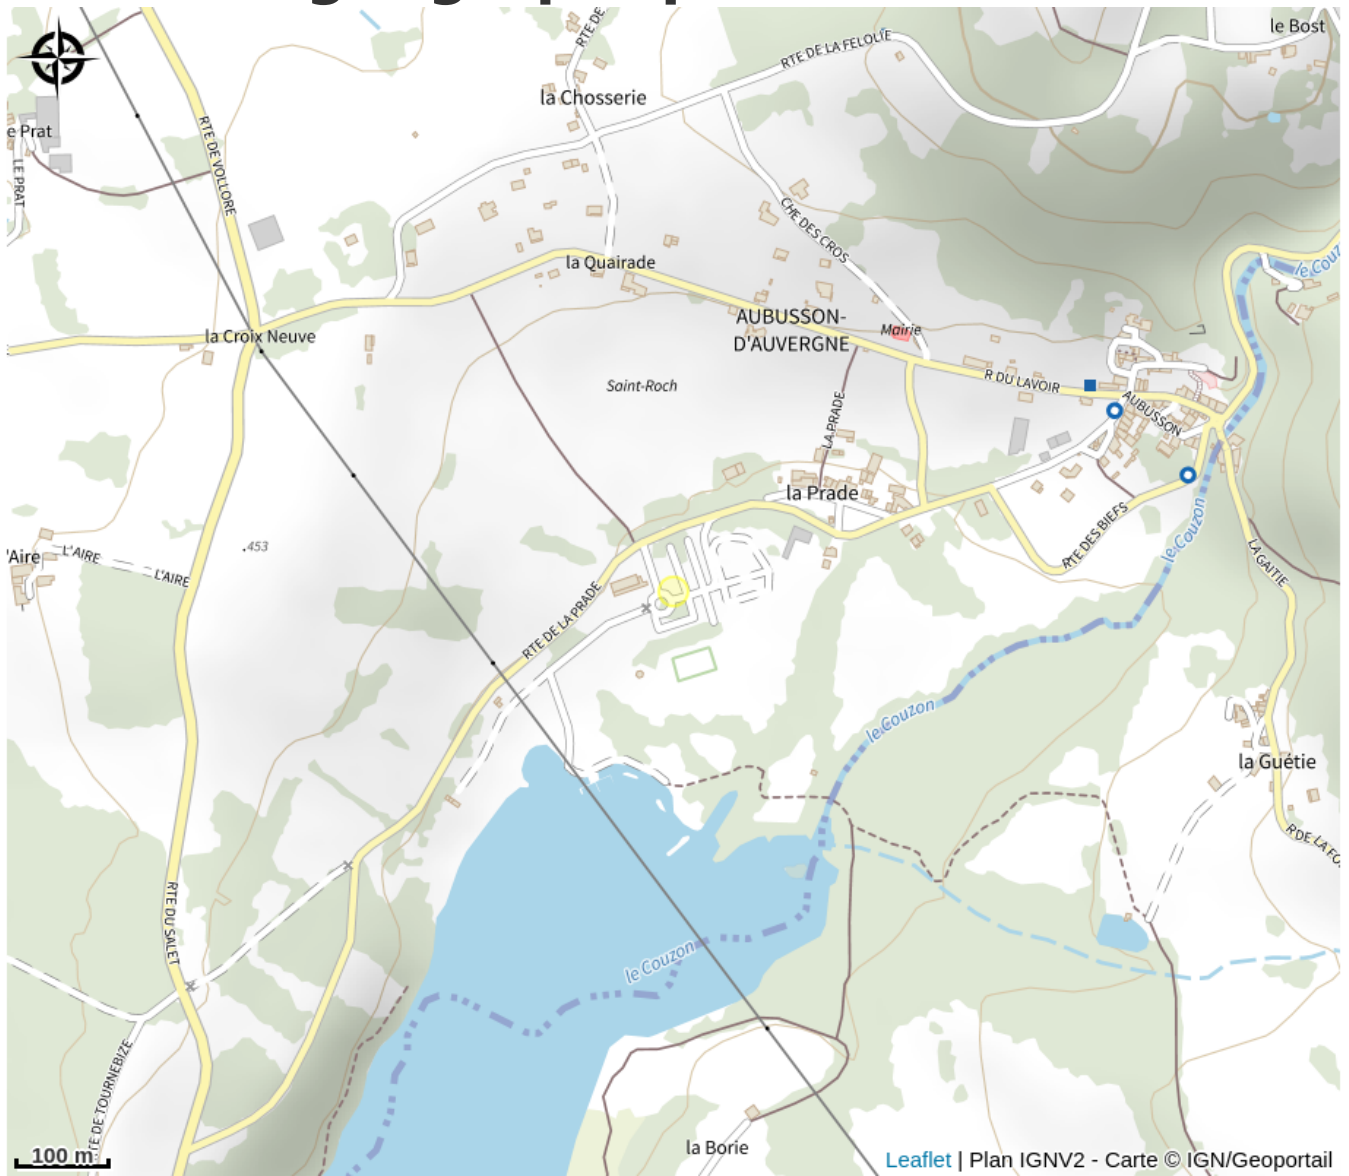 le Bost
RTE DE
RTE DE LA FELOLIE
la Chosserie
e Prat
LE PRAT
RTE DE VOLLORE
CHE DES CROS
la Quairade
le Couz
AUBUSSON-
D'AUVERGNE
Mairie
la Croix Neuve
Saint-Roch
R DU LAVOIR
AUBUSSON
LA PRADE
la Prade
RTE DES BIEFS
le Couzon
LA GAITIE
453
'Aire
L'AIRE
L'AIRE
RTE DE LA PRADE
le Couzon
la Guétie
R DE LA FO
RTE DU SALET
le Couzon
TE DE TOURNEBIZE
la Borie
100 m
Leaflet | Plan IGNV2 - Carte © IGN/Geoportail